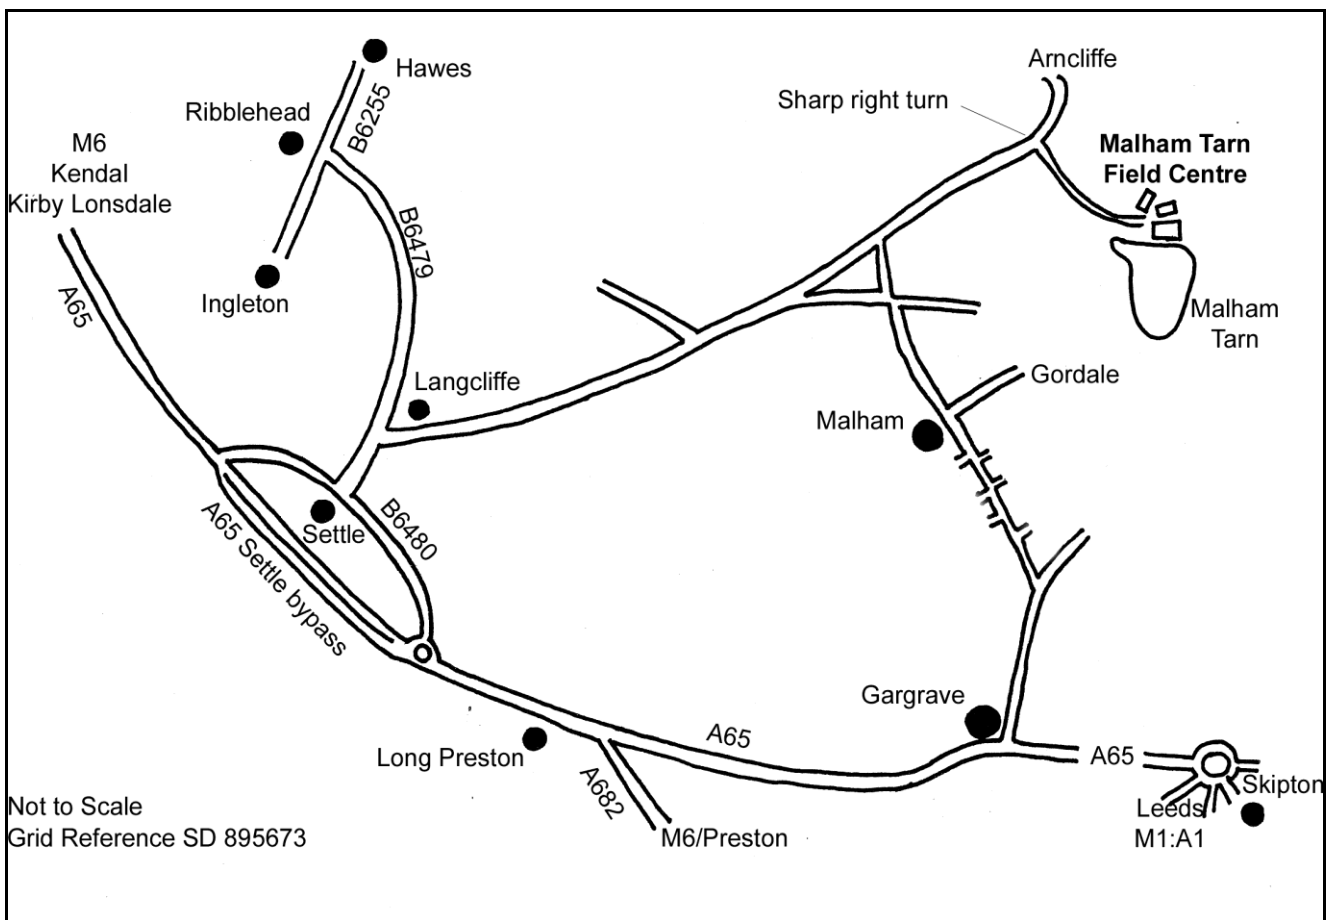 Arncliffe
Hawes
Sharp right turn
Ribblehead
B6255
M6
Kendal
Kirby Lonsdale
Malham Tarn
Field Centre
B6479
A65
Ingleton
Malham
Tarn
Langcliffe
Gordale
Malham
B6480
Settle
A65 Settle bypass
Gargrave
A65
Long Preston
A65
A682
Skipton
Leeds
M1:A1
M6/Preston
Not to Scale
Grid Reference SD 895673